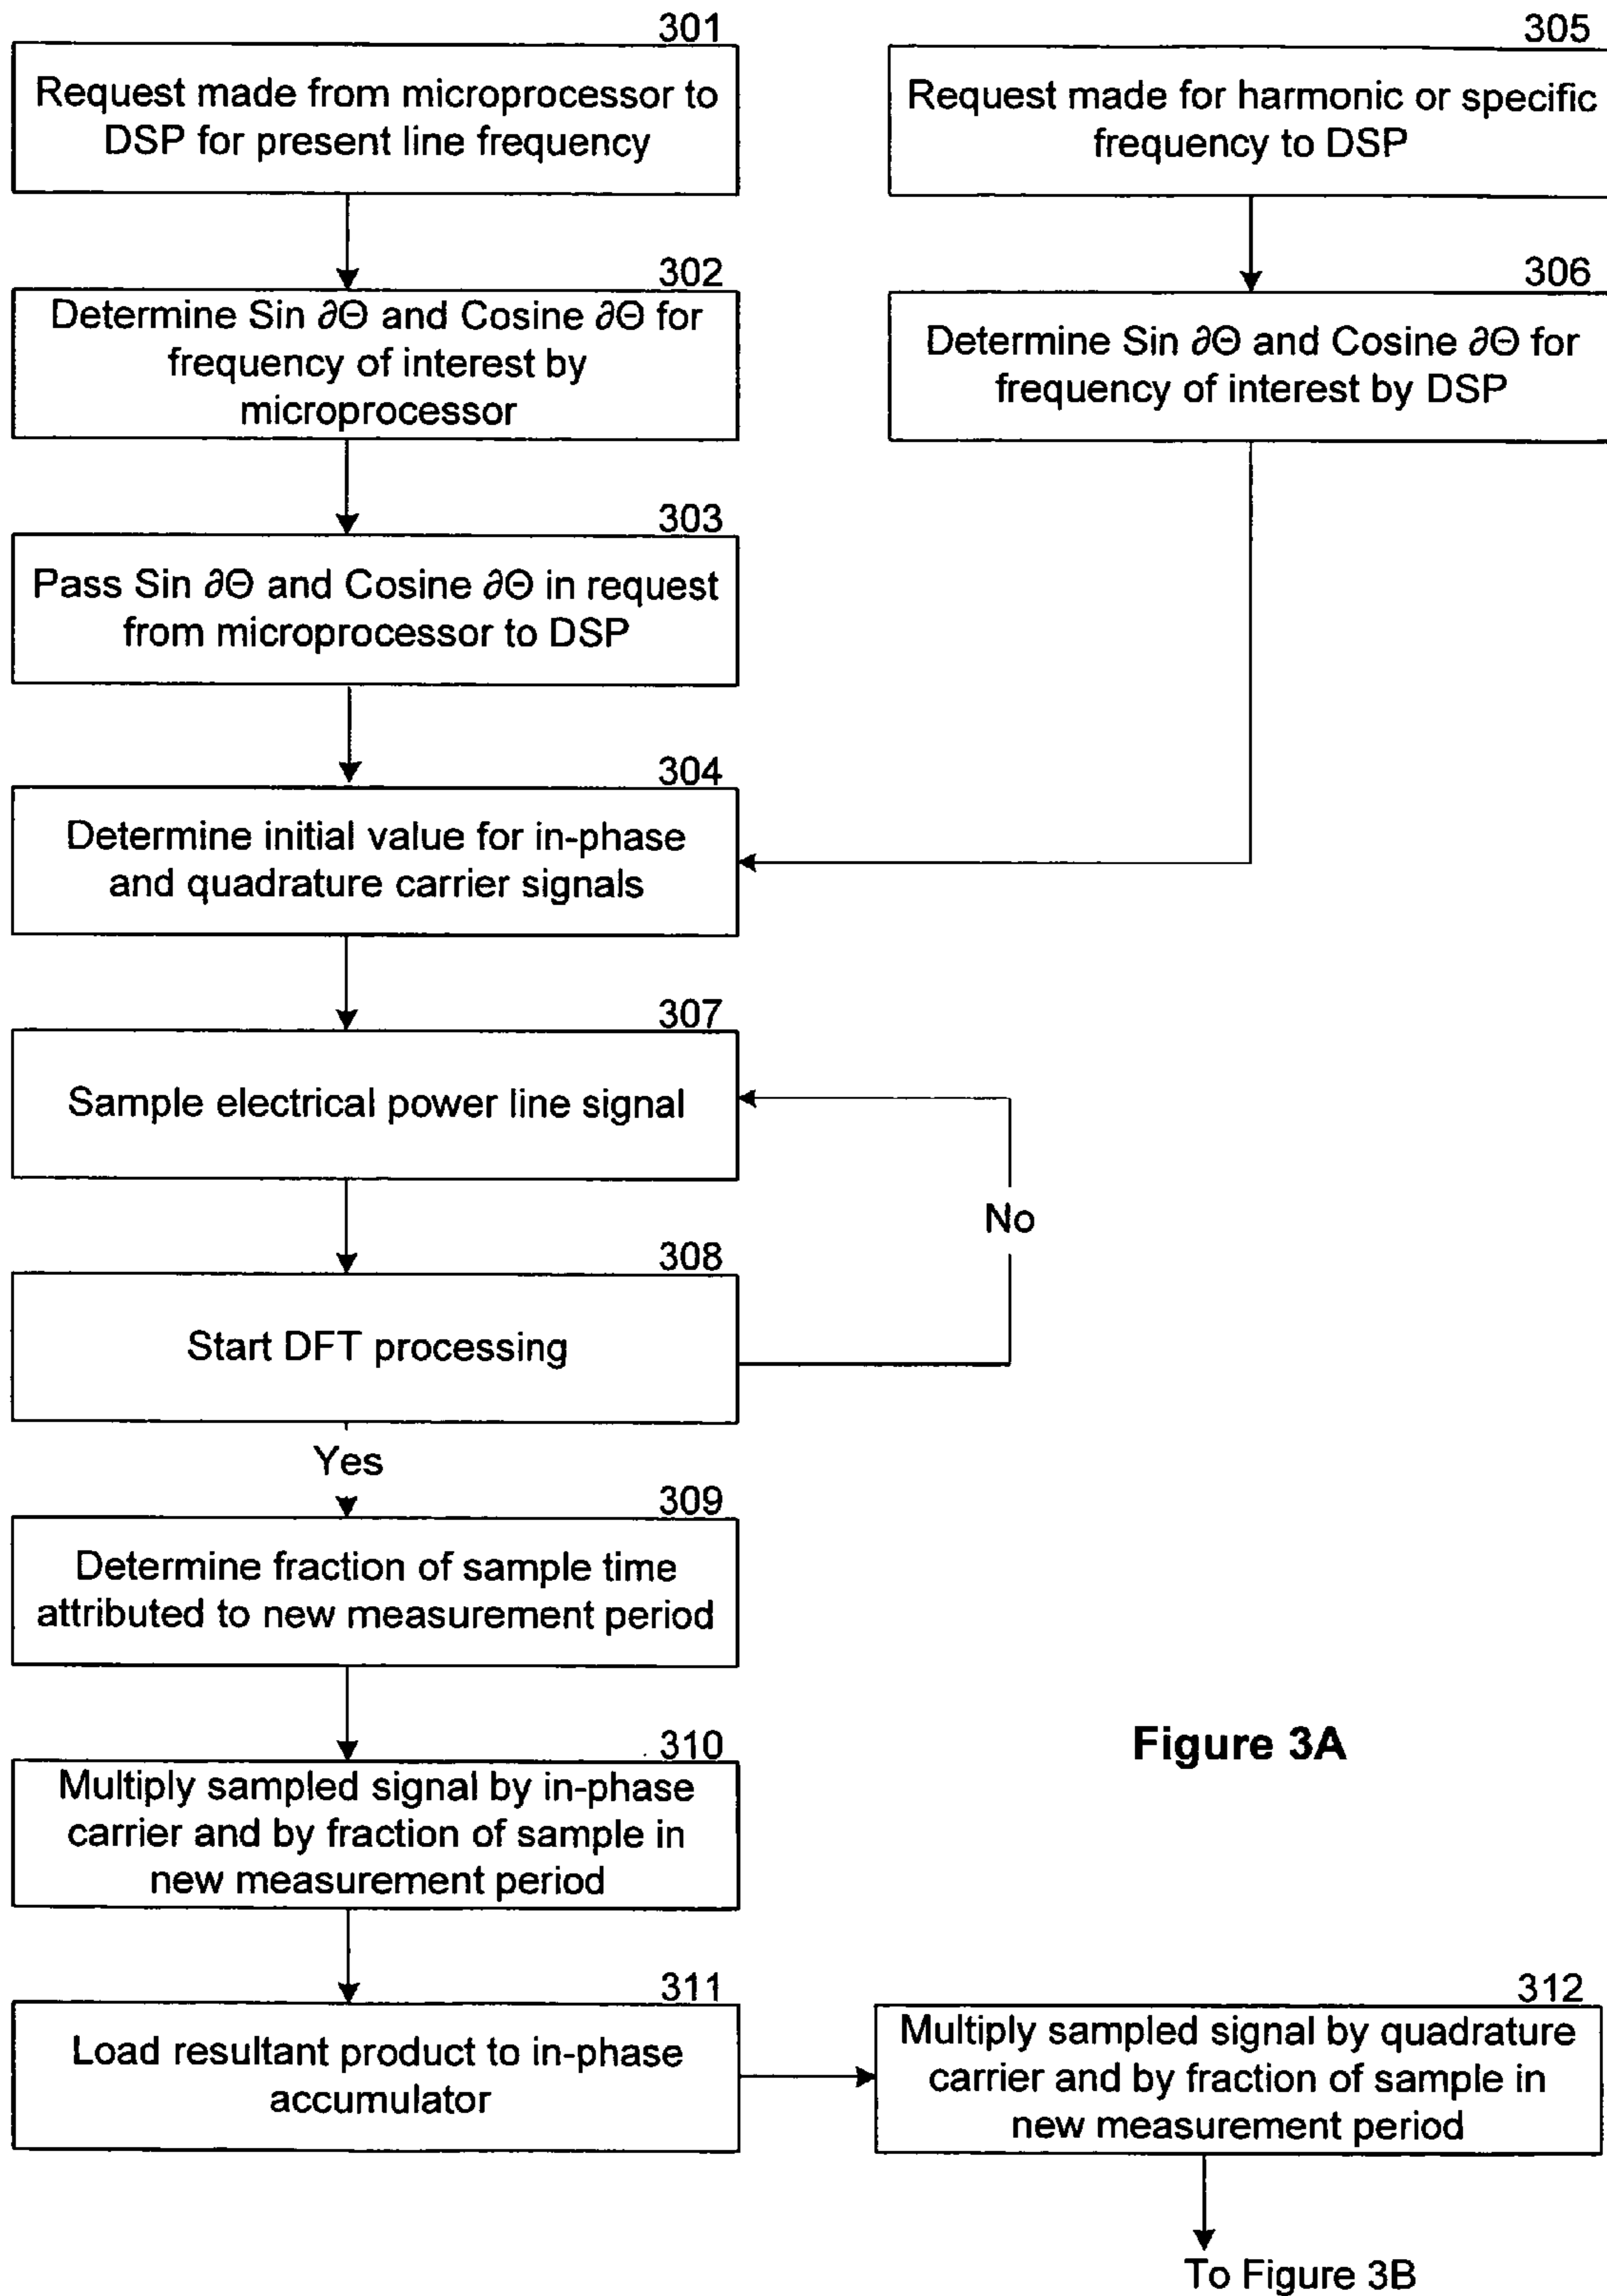 301
Request made from microprocessor to
DSP for present line frequency
305
Request made for harmonic or specific
frequency to DSP
302
Determine Sin ∂Θ and Cosine ∂Θ for
frequency of interest by
microprocessor
306
Determine Sin ∂Θ and Cosine ∂Θ for
frequency of interest by DSP
303
Pass Sin ∂Θ and Cosine ∂Θ in request
from microprocessor to DSP
304
Determine initial value for in-phase
and quadrature carrier signals
307
Sample electrical power line signal
No
308
Start DFT processing
Yes
309
Determine fraction of sample time
attributed to new measurement period
310
Multiply sampled signal by in-phase
carrier and by fraction of sample in
new measurement period
Figure 3A
311
Load resultant product to in-phase
accumulator
312
Multiply sampled signal by quadrature
carrier and by fraction of sample in
new measurement period
To Figure 3B